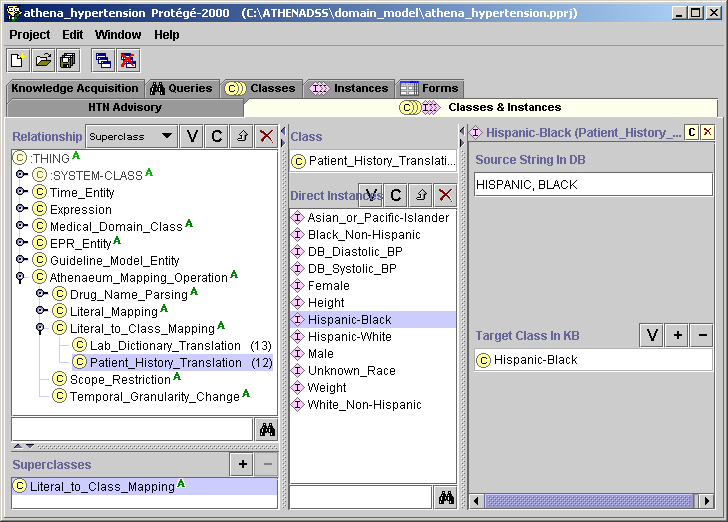 athena_hypertension Protégé-2000 (C:\ATHENADSS\domain_model\athena_hypertension.pprj)
Project Edit Window Help
Knowledge Acquisition Queries Classes Instances Forms
HTN Advisory Classes & Instances
Relationship Superclass V C
:THING A
:SYSTEM-CLASS A
Time_Entity
Expression
Medical_Domain_Class A
EPR_Entity A
Guideline_Model_Entity
Athenaeum_Mapping_Operation A
Drug_Name_Parsing A
Literal_Mapping A
Literal_to_Class_Mapping A
Lab_Dictionary_Translation (13)
Patient_History_Translation (12)
Scope_Restriction A
Temporal_Granularity_Change A
Superclasses + −
Literal_to_Class_Mapping A
Class
Patient_History_Translati...
Direct Instances V C
Asian_or_Pacific-Islander
Black_Non-Hispanic
DB_Diastolic_BP
DB_Systolic_BP
Female
Height
Hispanic-Black
Hispanic-White
Male
Unknown_Race
Weight
White_Non-Hispanic
Hispanic-Black (Patient_History_... C
Source String In DB
HISPANIC, BLACK
Target Class In KB V + −
Hispanic-Black